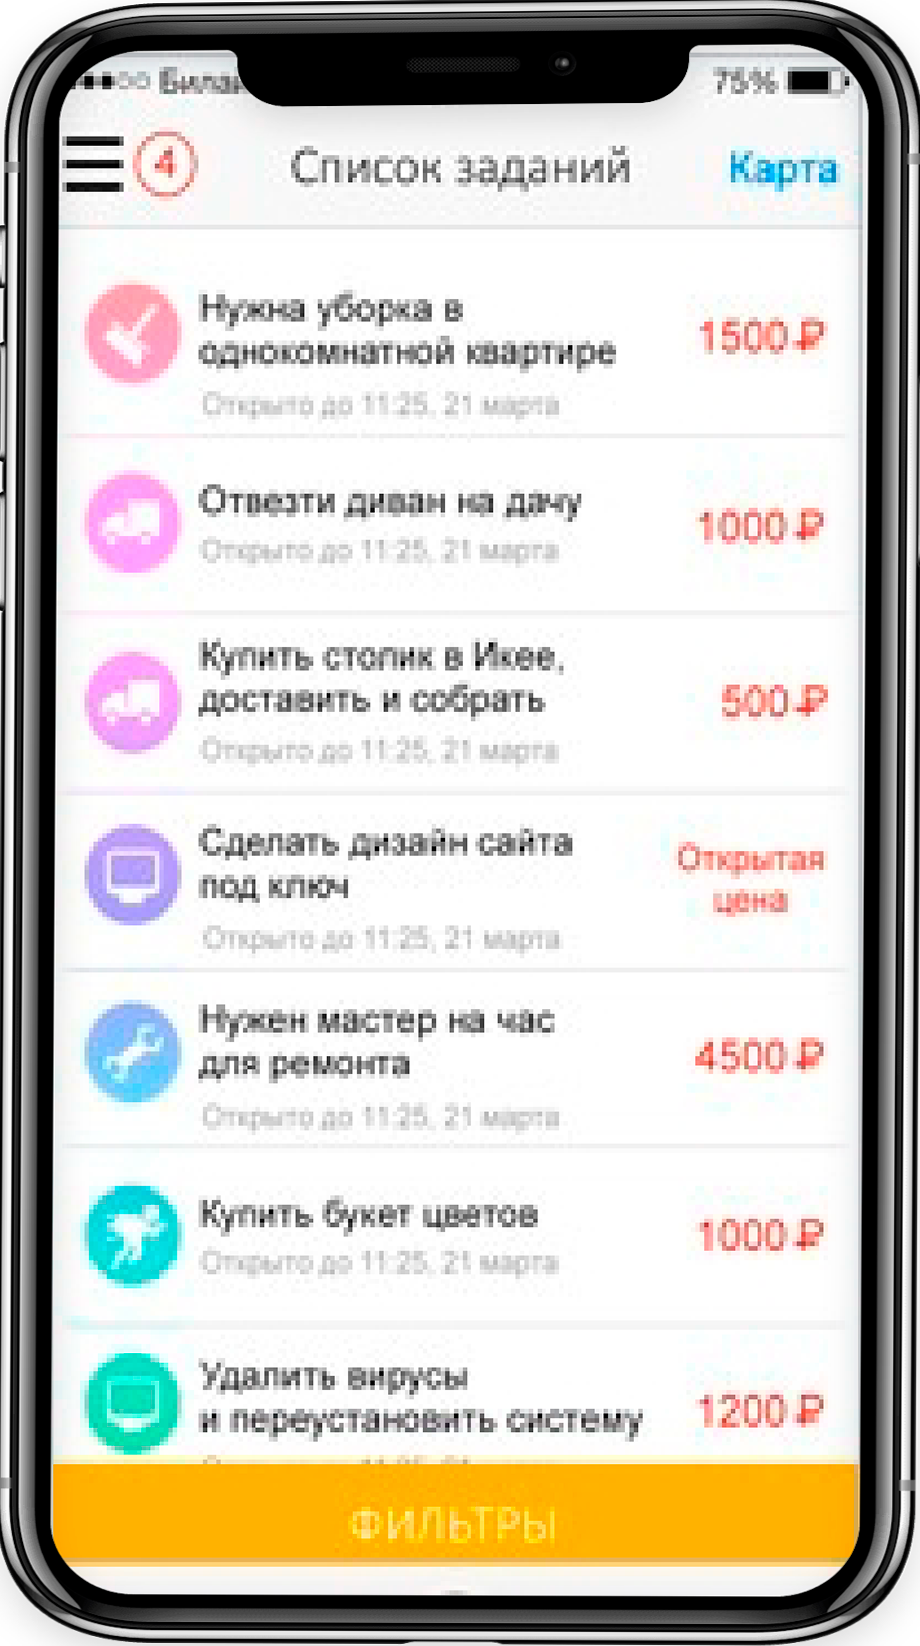 75%
4
Список заданий
Карта
Нужна уборка в
однокомнатной квартире
1500 ₽
Открыто до 11:25, 21 марта
Отвезти диван на дачу
1000 ₽
Открыто до 11:25, 21 марта
Купить столик в Икее,
доставить и собрать
500 ₽
Открыто до 11:25, 21 марта
Сделать дизайн сайта
под ключ
Открытая
цена
Открыто до 11:25, 21 марта
Нужен мастер на час
для ремонта
4500 ₽
Открыто до 11:25, 21 марта
Купить букет цветов
1000 ₽
Открыто до 11:25, 21 марта
Удалить вирусы
и переустановить систему
1200 ₽
ФИЛЬТРЫ